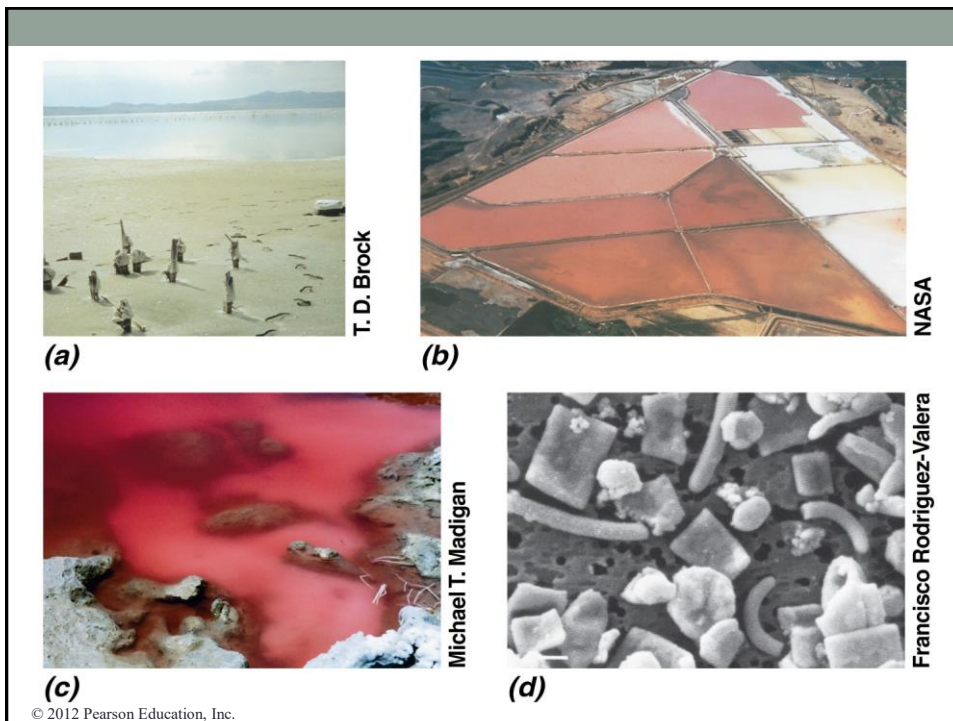 T. D. Brock
(a)
NASA
(b)
Michael T. Madigan
(c)
Francisco Rodriguez-Valera
(d)
© 2012 Pearson Education, Inc.